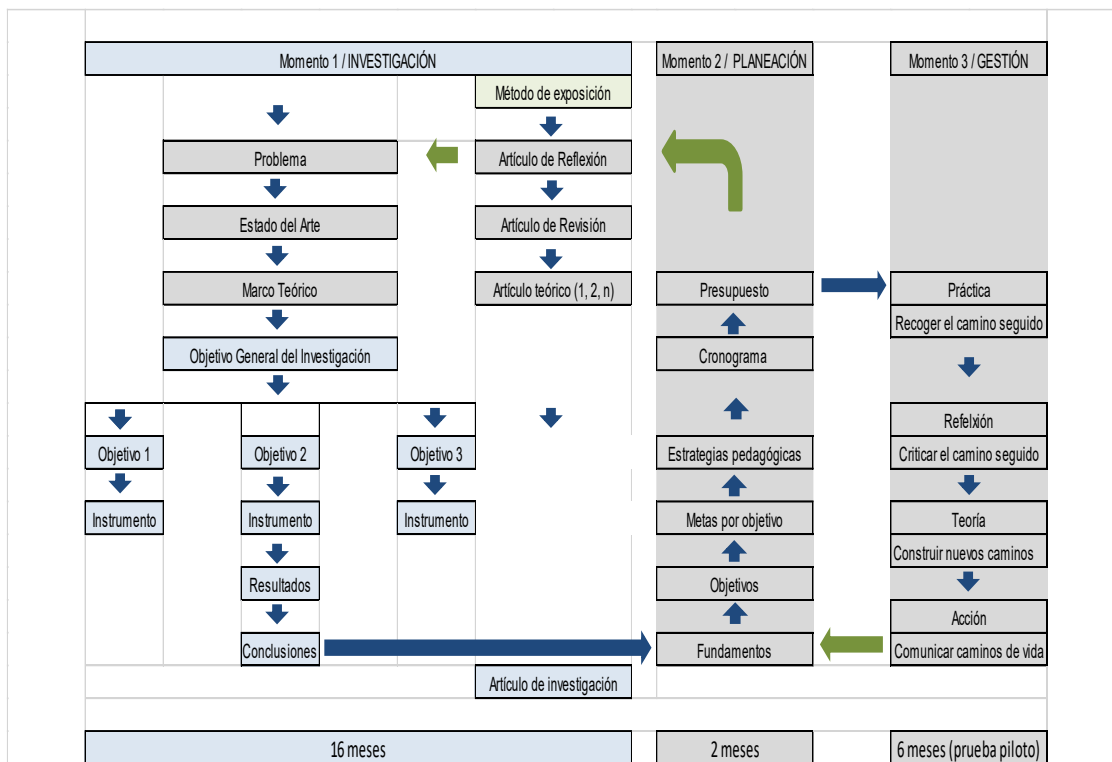 Momento 1 / INVESTIGACIÓN
Momento 2 / PLANEACIÓN
Momento 3 / GESTIÓN
Método de exposición
Problema
Artículo de Reflexión
Estado del Arte
Artículo de Revisión
Marco Teórico
Artículo teórico (1, 2, n)
Presupuesto
Práctica
Recoger el camino seguido
Objetivo General del Investigación
Cronograma
Refelxión
Objetivo 1
Objetivo 2
Objetivo 3
Estrategias pedagógicas
Criticar el camino seguido
Instrumento
Instrumento
Instrumento
Metas por objetivo
Teoría
Construir nuevos caminos
Resultados
Objetivos
Acción
Conclusiones
Fundamentos
Comunicar caminos de vida
Artículo de investigación
16 meses
2 meses
6 meses (prueba piloto)